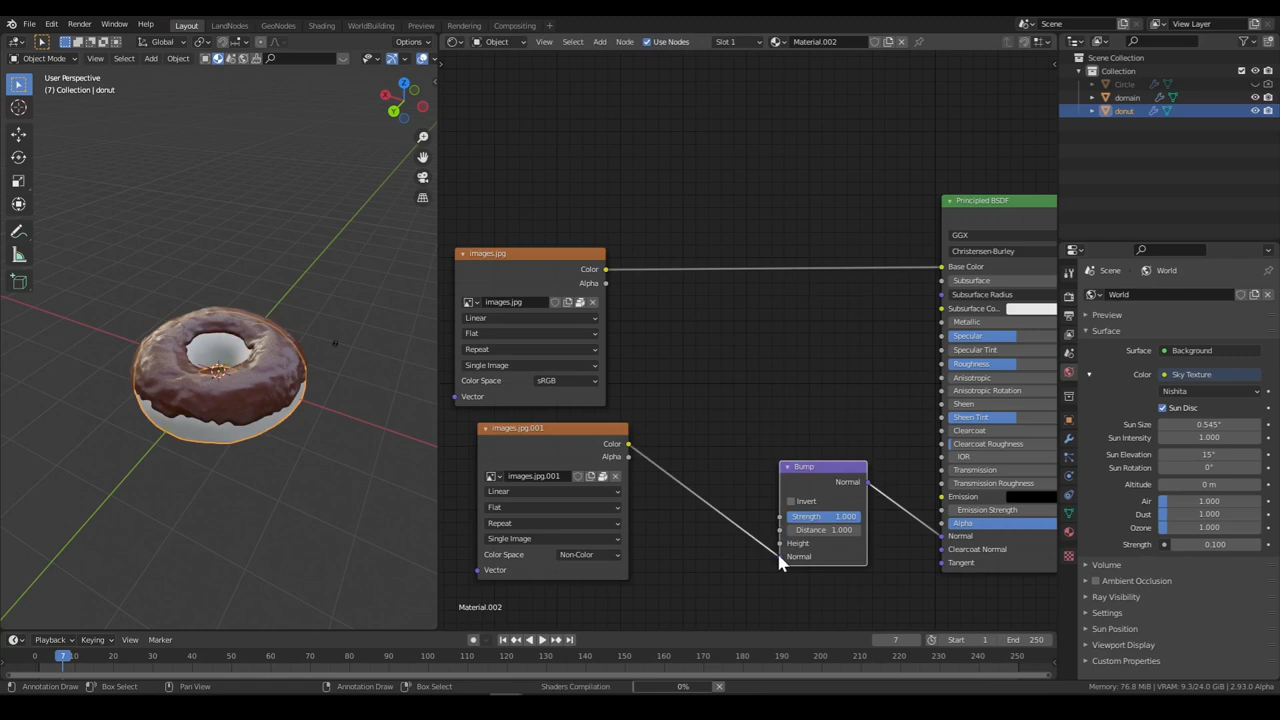 File Edit Render Window Help Layout LandNodes GeoNodes Shading WorldBuilding Preview Rendering Compositing Scene View Layer
Global Options Object View Select Add Node Use Nodes Slot 1 Material.002
Object Mode View Select Add Object
User Perspective
(7) Collection | donut
Scene Collection
Collection
Circle
domain
donut
images.jpg
Color
Alpha
images.jpg
Linear
Flat
Repeat
Single Image
Color Space sRGB
Vector
images.jpg.001
Color
Alpha
images.jpg.001
Linear
Flat
Repeat
Single Image
Color Space Non-Color
Vector
Material.002
Bump
Normal
Invert
Strength 1.000
Distance 1.000
Height
Normal
Principled BSDF
GGX
Christensen-Burley
Base Color
Subsurface
Subsurface Radius
Subsurface Co...
Metallic
Specular
Specular Tint
Roughness
Anisotropic
Anisotropic Rotation
Sheen
Sheen Tint
Clearcoat
Clearcoat Roughness
IOR
Transmission
Transmission Roughness
Emission
Emission Strength
Alpha
Normal
Clearcoat Normal
Tangent
Scene World
World
Preview
Surface
Surface Background
Color Sky Texture
Nishita
Sun Disc
Sun Size 0.545°
Sun Intensity 1.000
Sun Elevation 15°
Sun Rotation 0°
Altitude 0 m
Air 1.000
Dust 1.000
Ozone 1.000
Strength 0.100
Volume
Ambient Occlusion
Ray Visibility
Settings
Sun Position
Viewport Display
Custom Properties
Playback Keying View Marker 7 Start 1 End 250
0 7 10 20 30 40 50 60 70 80 90 100 110 120 130 140 150 160 170 180 190 200 210 220 230 240 250
Annotation Draw Box Select Pan View Annotation Draw Box Select Shaders Compilation 0% Memory: 76.8 MiB | VRAM: 9.3/24.0 GiB | 2.93.0 Alpha